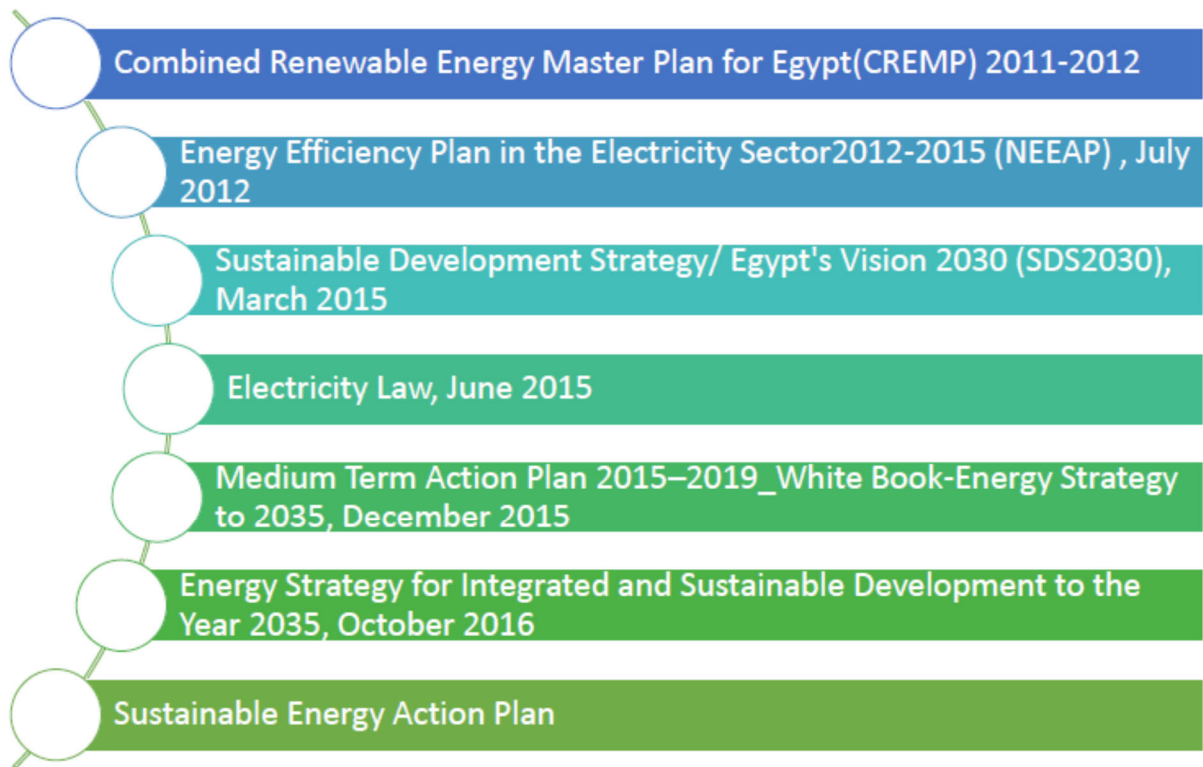 Combined Renewable Energy Master Plan for Egypt(CREMP) 2011-2012
Energy Efficiency Plan in the Electricity Sector2012-2015 (NEEAP) , July
2012
Sustainable Development Strategy/ Egypt's Vision 2030 (SDS2030),
March 2015
Electricity Law, June 2015
Medium Term Action Plan 2015–2019_White Book-Energy Strategy
to 2035, December 2015
Energy Strategy for Integrated and Sustainable Development to the
Year 2035, October 2016
Sustainable Energy Action Plan